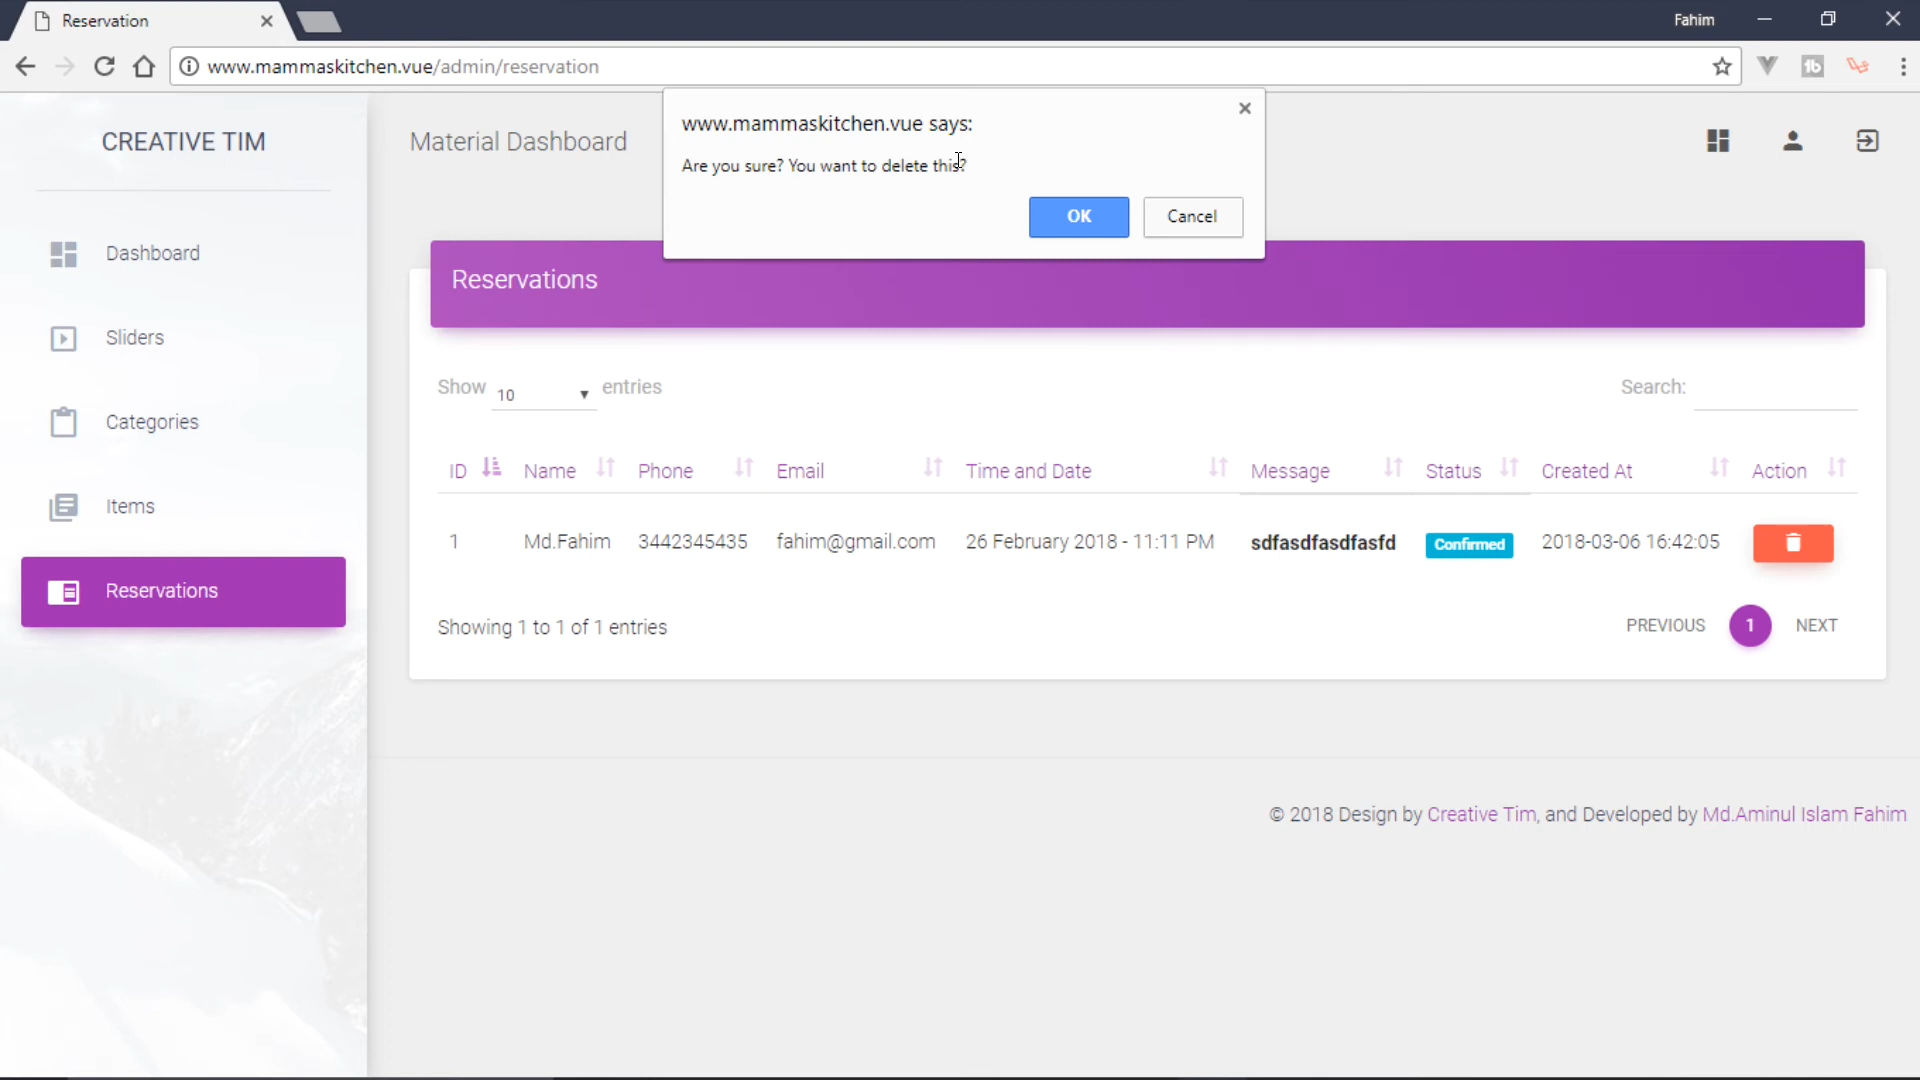 Reservation
Fahim
www.mammaskitchen.vue/admin/reservation
www.mammaskitchen.vue says:
Are you sure? You want to delete this?
OK
Cancel
CREATIVE TIM
Material Dashboard
Dashboard
Sliders
Categories
Items
Reservations
Reservations
Show 10 entries
Search:
ID Name Phone Email Time and Date Message Status Created At Action
1 Md.Fahim 3442345435 fahim@gmail.com 26 February 2018 - 11:11 PM sdfasdfasdfasfd Confirmed 2018-03-06 16:42:05
Showing 1 to 1 of 1 entries
PREVIOUS 1 NEXT
© 2018 Design by Creative Tim, and Developed by Md.Aminul Islam Fahim